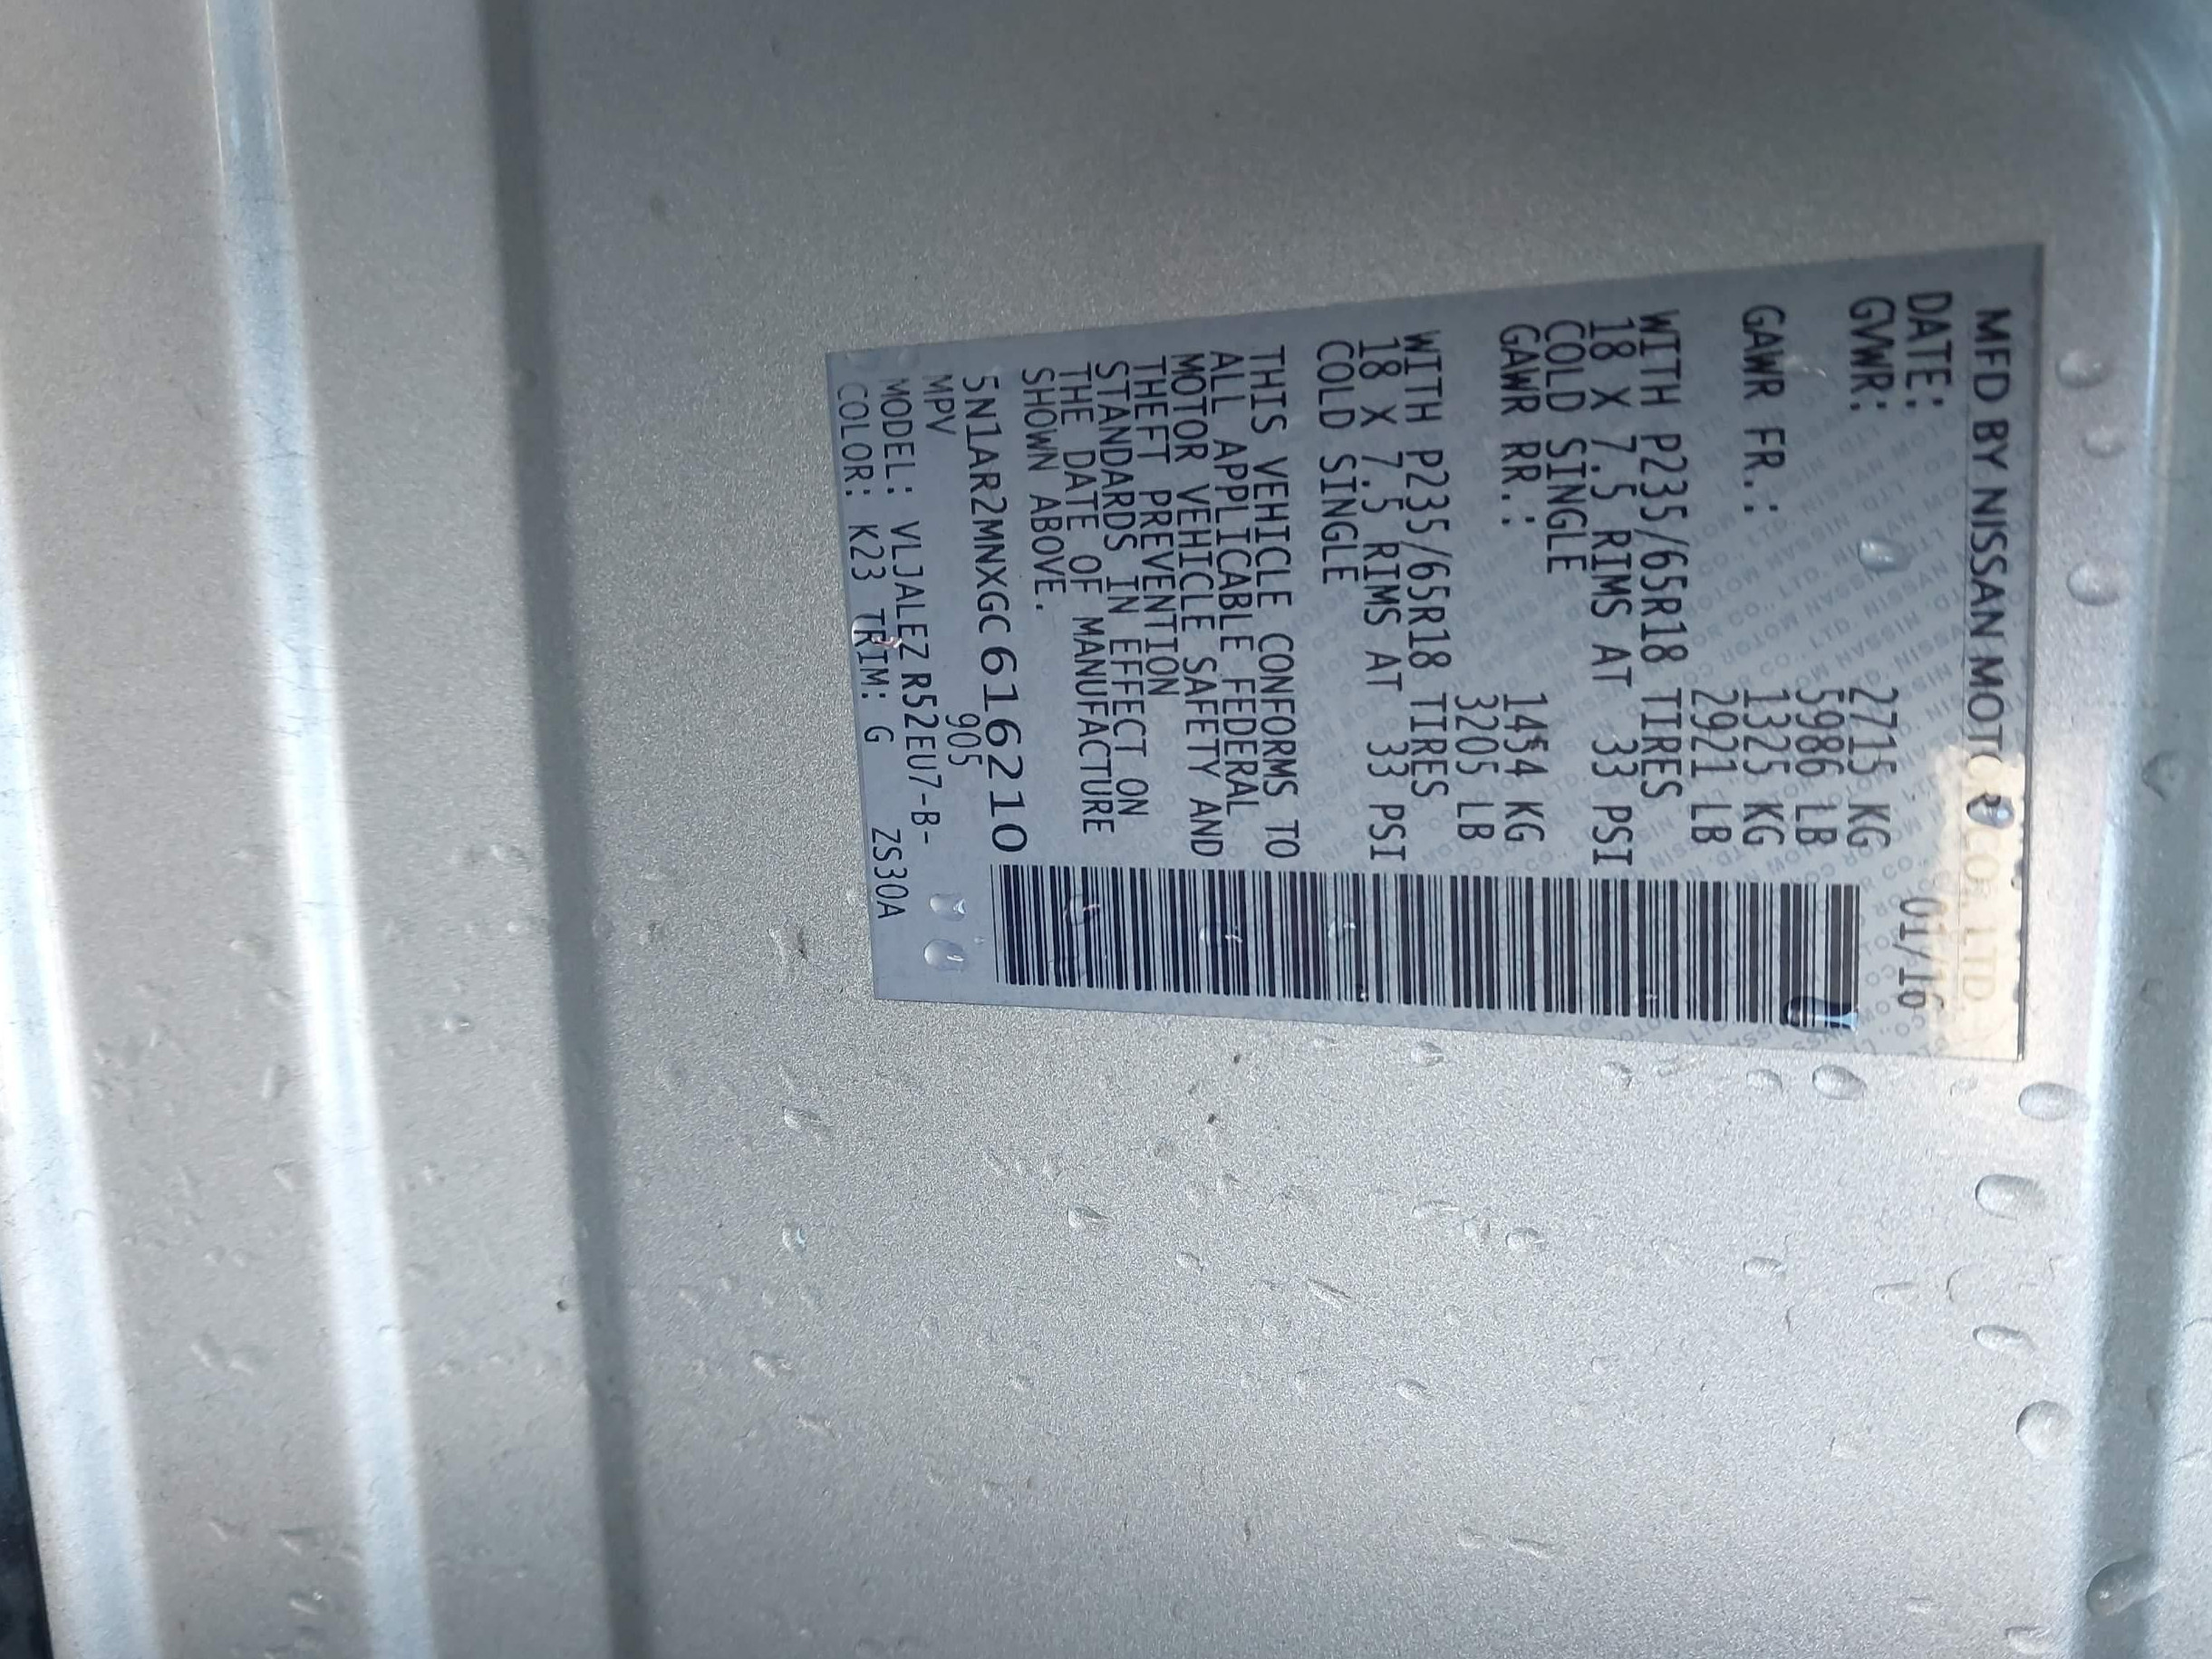 MFD BY NISSAN MOTOR CO., LTD.
DATE: 01/16
GVWR: 2715 KG
5986 LB
GAWR FR.: 1325 KG
2921 LB
WITH P235/65R18 TIRES
18 X 7.5 RIMS AT 33 PSI
COLD SINGLE
GAWR RR.: 1454 KG
3205 LB
WITH P235/65R18 TIRES
18 X 7.5 RIMS AT 33 PSI
COLD SINGLE
THIS VEHICLE CONFORMS TO
ALL APPLICABLE FEDERAL
MOTOR VEHICLE SAFETY AND
THEFT PREVENTION
STANDARDS IN EFFECT ON
THE DATE OF MANUFACTURE
SHOWN ABOVE.
5N1AR2MNXGC616210
MPV 905
MODEL: VLJALEZ R52EU7-B-
COLOR: K23 TRIM: G ZS30A